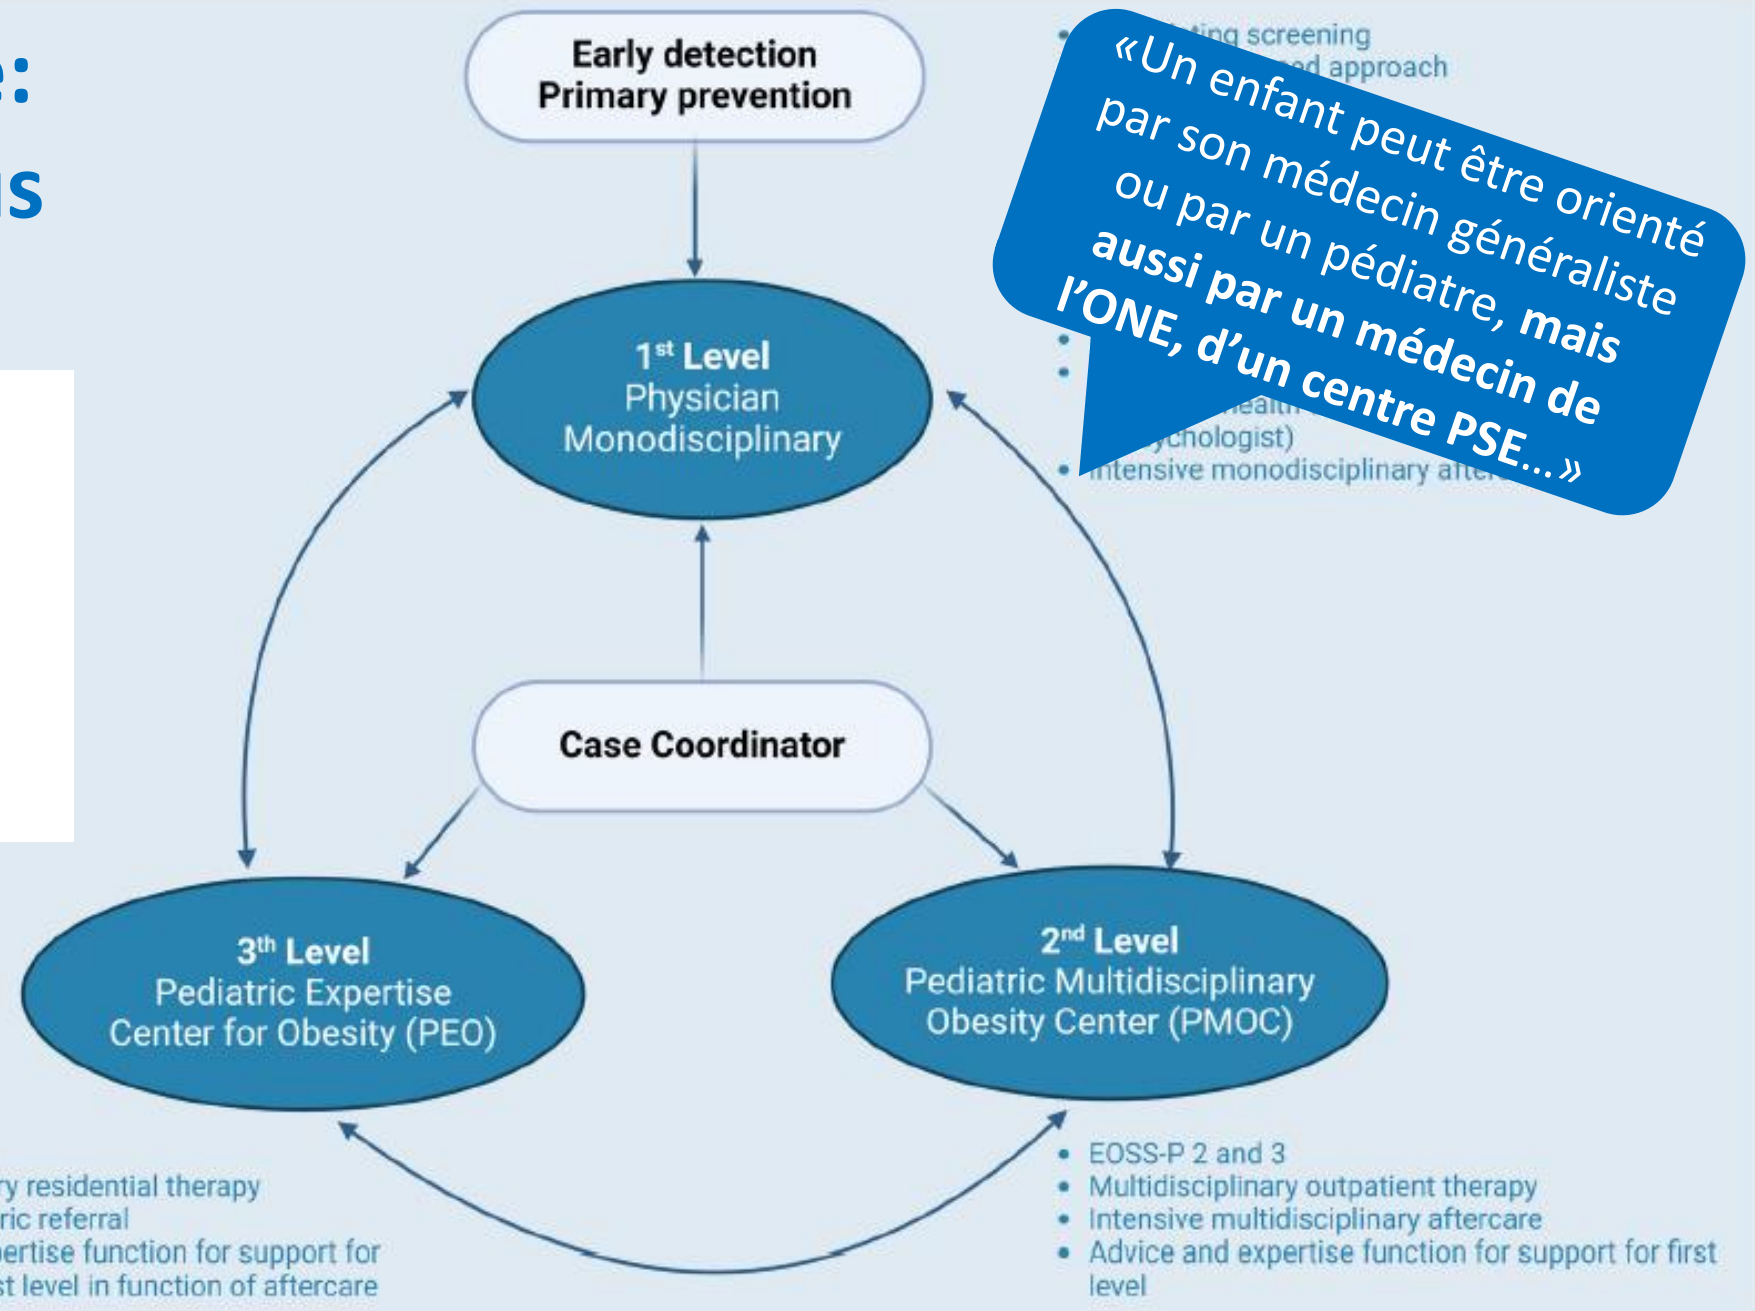 Early detection
Primary prevention
screening
approach
«Un enfant peut être orienté
par son médecin généraliste
ou par un pédiatre, mais
aussi par un médecin de
l'ONE, d'un centre PSE...»
1st Level
Physician
Monodisciplinary
Intensive monodisciplinary
Case Coordinator
3th Level
Pediatric Expertise
Center for Obesity (PEO)
2nd Level
Pediatric Multidisciplinary
Obesity Center (PMOC)
residential therapy
referral
function for support for
level in function of aftercare
• EOSS-P 2 and 3
• Multidisciplinary outpatient therapy
• Intensive multidisciplinary aftercare
• Advice and expertise function for support for first
level